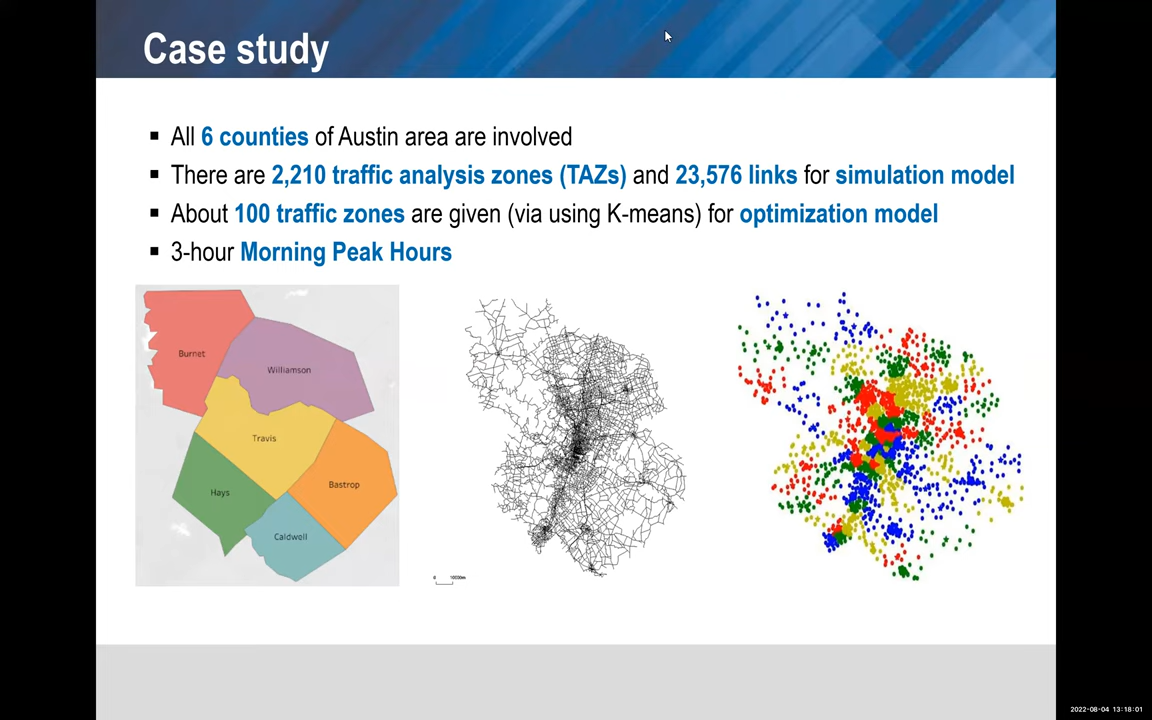 Case study
▪ All 6 counties of Austin area are involved
▪ There are 2,210 traffic analysis zones (TAZs) and 23,576 links for simulation model
▪ About 100 traffic zones are given (via using K-means) for optimization model
▪ 3-hour Morning Peak Hours
Burnet
Williamson
Travis
Bastrop
Hays
Caldwell
2022-08-04 13:18:01